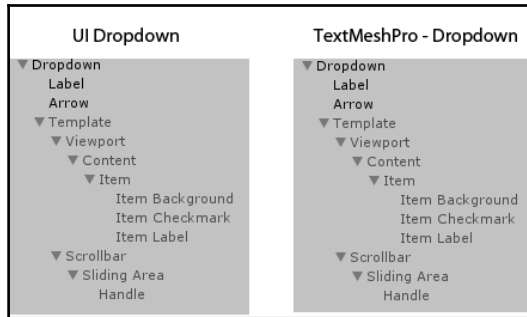 UI Dropdown
Dropdown
Label
Arrow
Template
Viewport
Content
Item
Item Background
Item Checkmark
Item Label
Scrollbar
Sliding Area
Handle
TextMeshPro - Dropdown
Dropdown
Label
Arrow
Template
Viewport
Content
Item
Item Background
Item Checkmark
Item Label
Scrollbar
Sliding Area
Handle